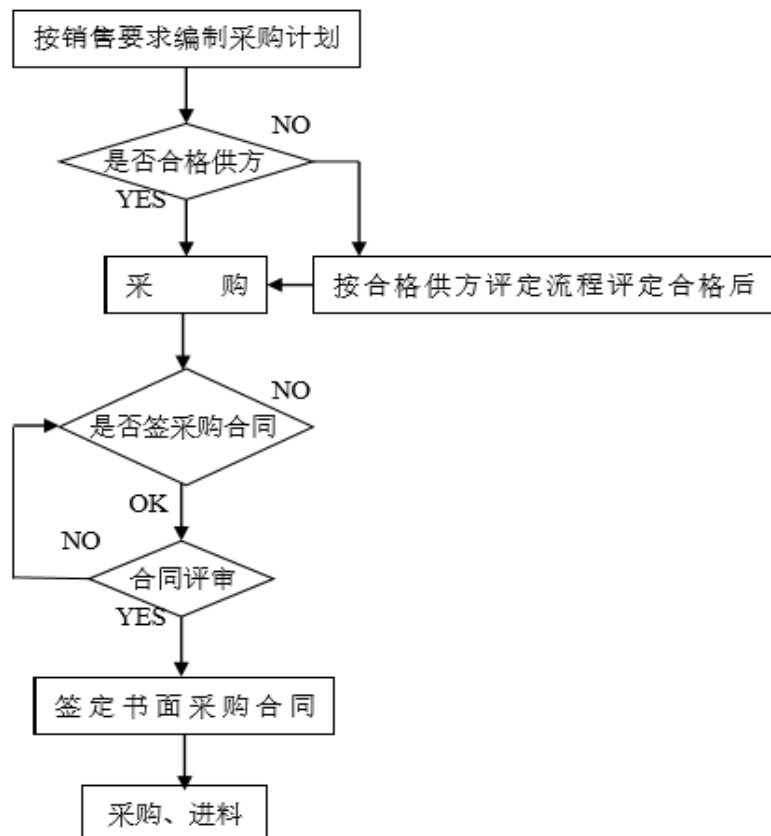 按销售要求编制采购计划
NO
是否合格供方
YES
采 购
按合格供方评定流程评定合格后
NO
是否签采购合同
OK
NO
合同评审
YES
签定书面采购合同
采购、进料